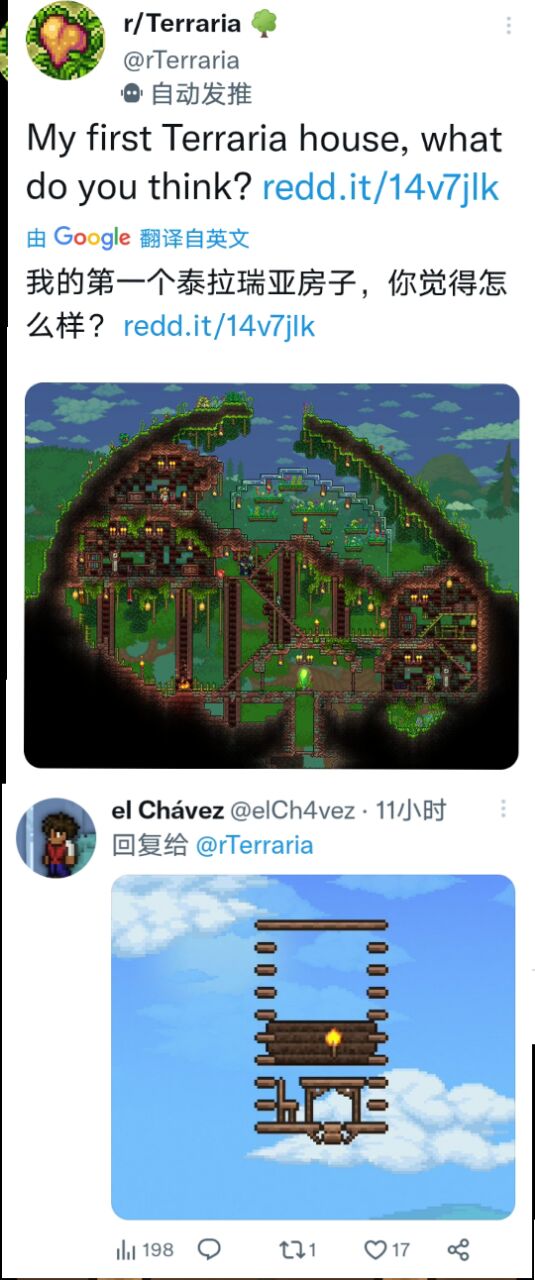 r/Terraria 🌳
@rTerraria
自动发推
My first Terraria house, what
do you think? redd.it/14v7jlk
由 Google 翻译自英文
我的第一个泰拉瑞亚房子，你觉得怎
么样？ redd.it/14v7jlk
el Chávez @elCh4vez · 11小时
回复给 @rTerraria
198 1 17